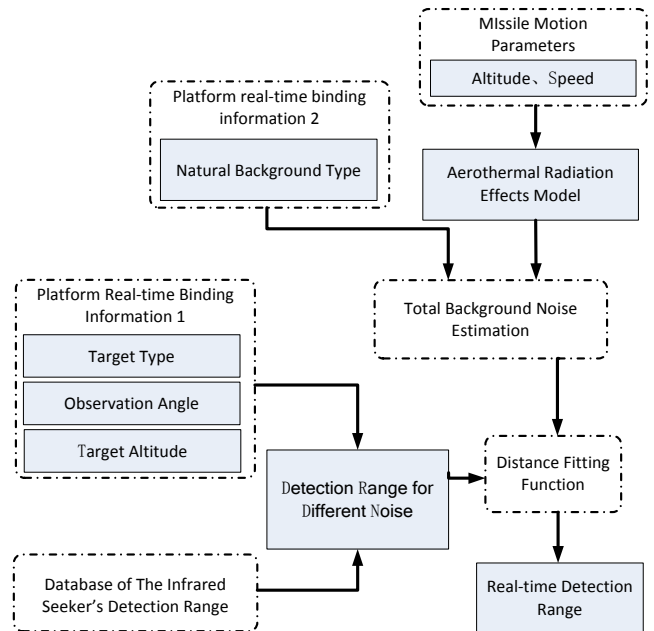 MIssile Motion
Parameters
Altitude、Speed
Platform real-time binding
information 2
Natural Background Type
Aerothermal Radiation
Effects Model
Platform Real-time Binding
Information 1
Target Type
Observation Angle
Target Altitude
Total Background Noise
Estimation
Detection Range for
Different Noise
Distance Fitting
Function
Database of The Infrared
Seeker's Detection Range
Real-time Detection
Range